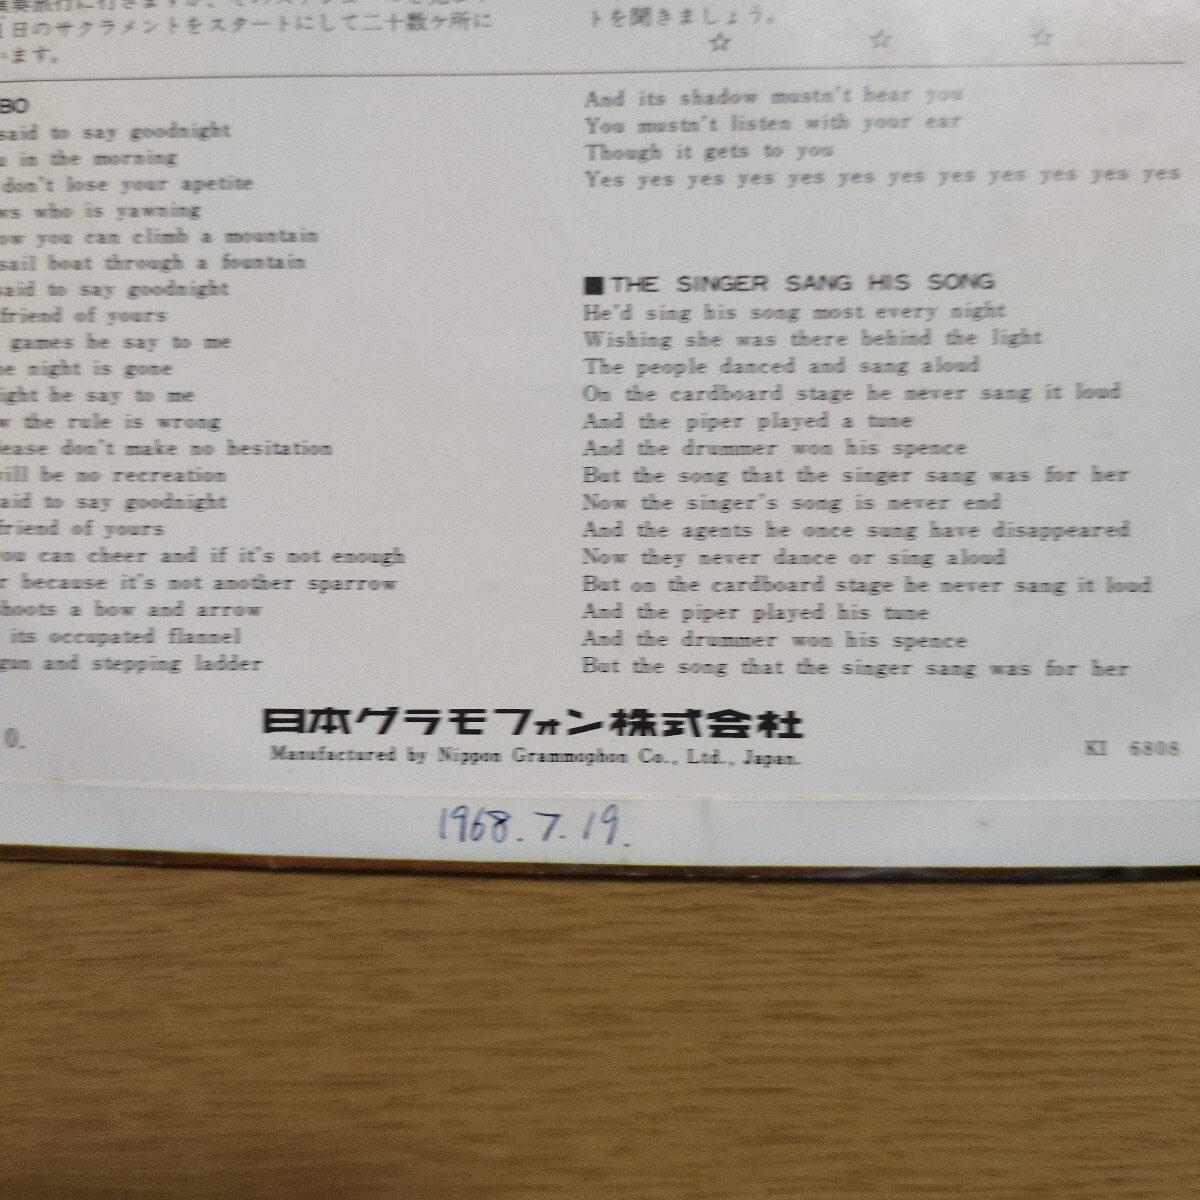 1日のサクラメントをスタートにして二十数ヶ所に
います。
トを聞きましょう。
☆ ☆ ☆
BO
said to say goodnight
in the morning
don't lose your apetite
who is yawning
you can climb a mountain
sail boat through a fountain
said to say goodnight
friend of yours
games he say to me
night is gone
he say to me
the rule is wrong
don't make no hesitation
be no recreation
to say goodnight
friend of yours
can cheer and if it's not enough
because it's not another sparrow
a bow and arrow
its occupated flannel
gun and stepping ladder
And its shadow mustn't hear you
You mustn't listen with your ear
Though it gets to you
Yes yes yes yes yes yes yes yes yes yes yes yes
■THE SINGER SANG HIS SONG
He'd sing his song most every night
Wishing she was there behind the light
The people danced and sang aloud
On the cardboard stage he never sang it loud
And the piper played a tune
And the drummer won his spence
But the song that the singer sang was for her
Now the singer's song is never end
And the agents he once sung have disappeared
Now they never dance or sing aloud
But on the cardboard stage he never sang it loud
And the piper played his tune
And the drummer won his spence
But the song that the singer sang was for her
0.
日本グラモフォン株式会社
Manufactured by Nippon Grammophon Co., Ltd., Japan.
KI 6808
1968.7.19.